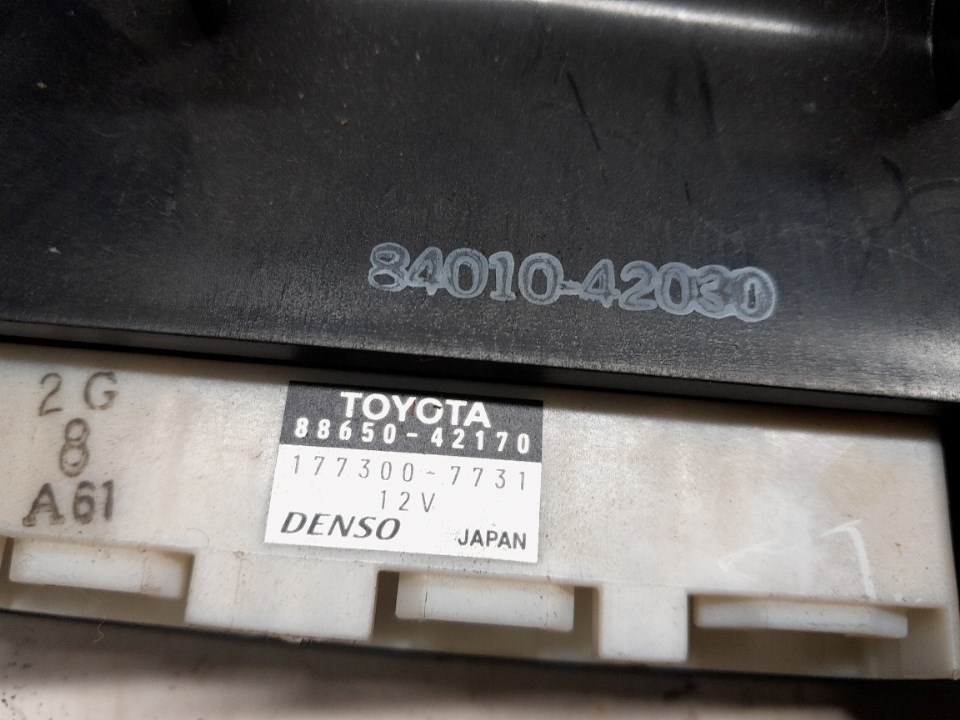 84010-42030
2G
8
A61
TOYOTA
88650-42170
177300-7731
12V
DENSO JAPAN